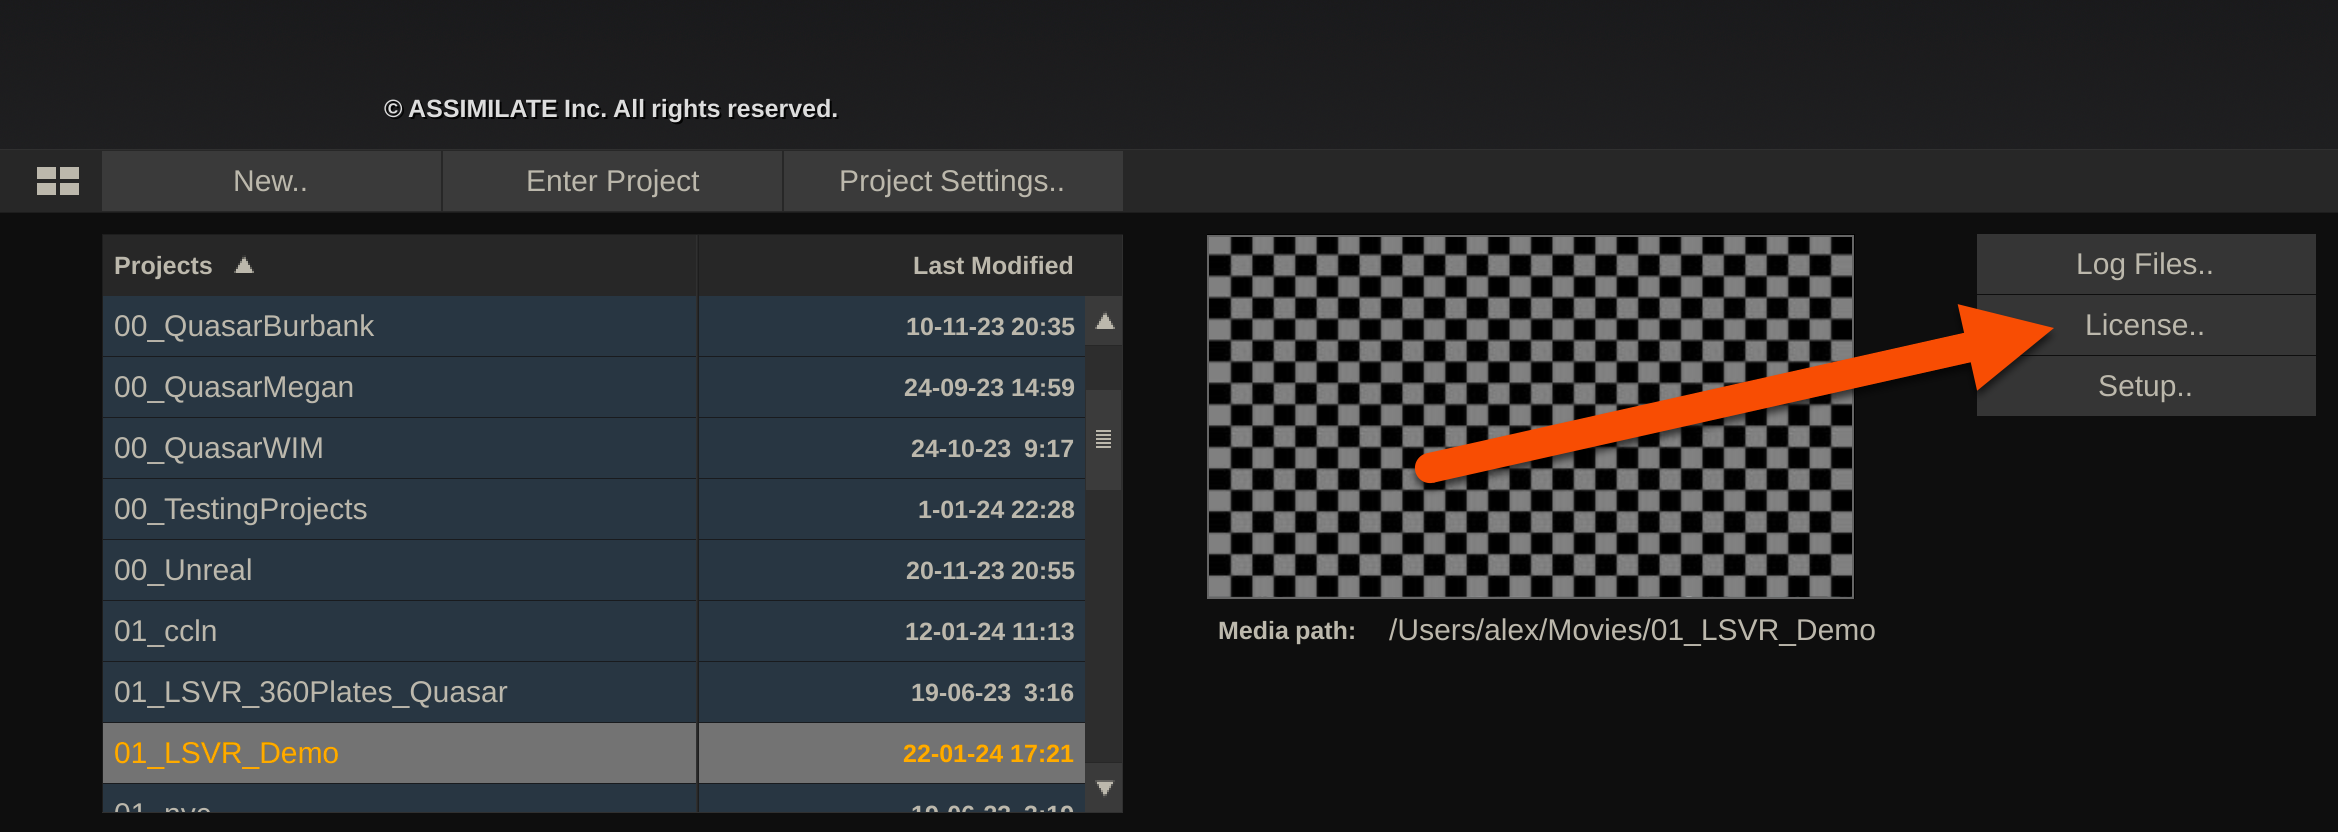 © ASSIMILATE Inc. All rights reserved.
New.. Enter Project Project Settings..
Projects Last Modified
00_QuasarBurbank 10-11-23 20:35
00_QuasarMegan 24-09-23 14:59
00_QuasarWIM 24-10-23 9:17
00_TestingProjects 1-01-24 22:28
00_Unreal 20-11-23 20:55
01_ccln 12-01-24 11:13
01_LSVR_360Plates_Quasar 19-06-23 3:16
01_LSVR_Demo 22-01-24 17:21
Media path: /Users/alex/Movies/01_LSVR_Demo
Log Files..
License..
Setup..